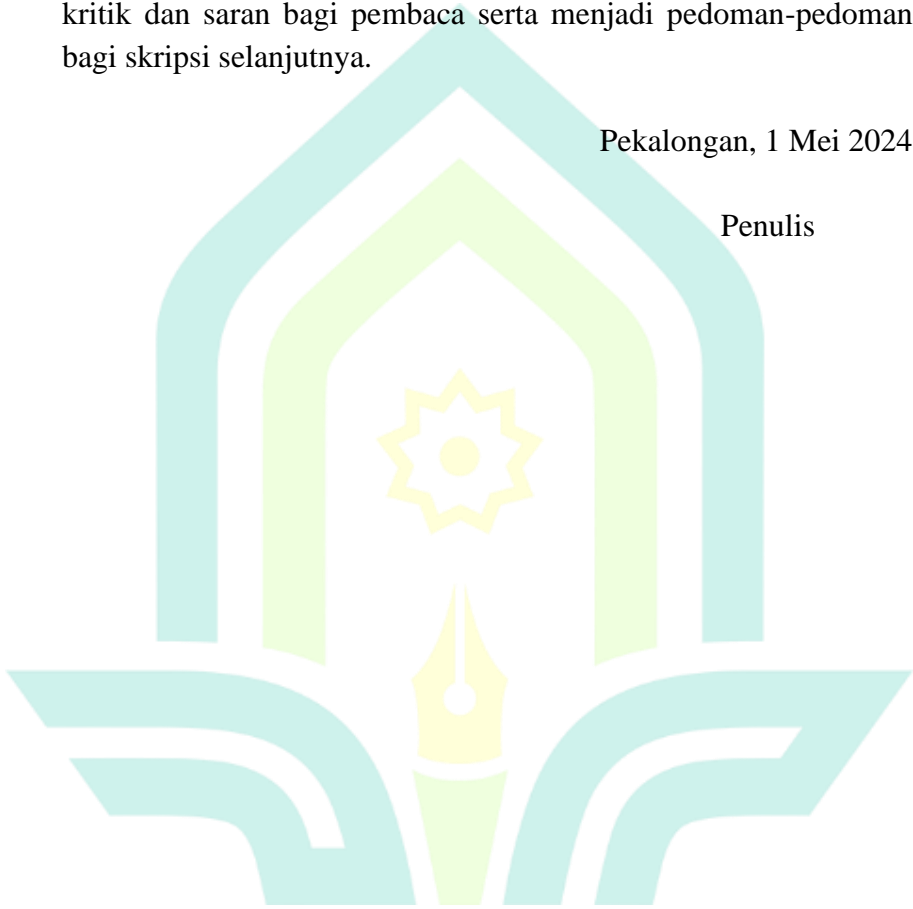 kritik dan saran bagi pembaca serta menjadi pedoman-pedoman
bagi skripsi selanjutnya.
Pekalongan, 1 Mei 2024
Penulis